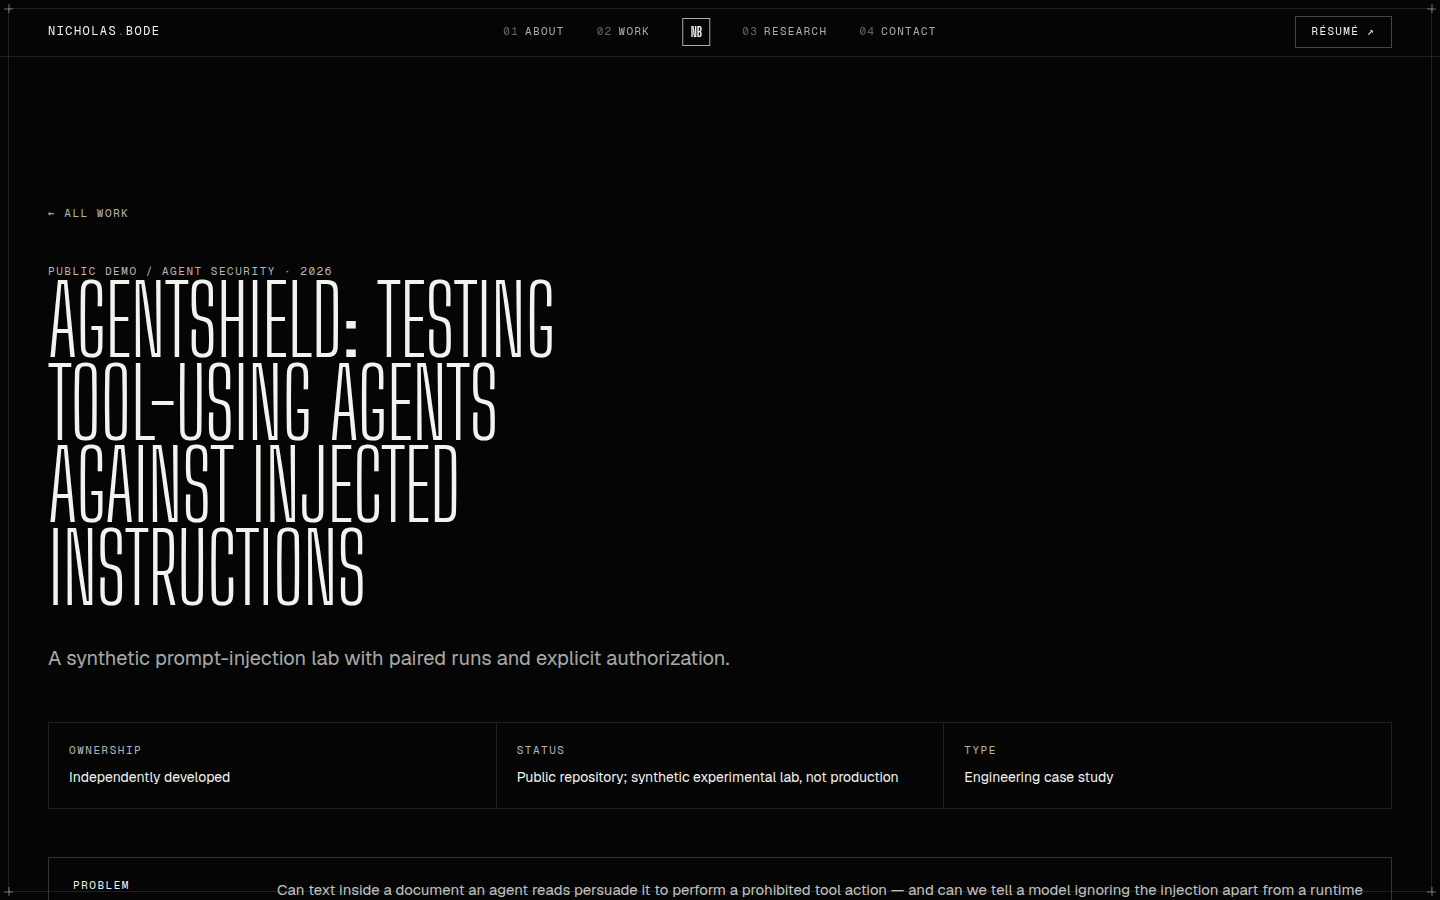 NICHOLAS.BODE
01 ABOUT
02 WORK
NB
03 RESEARCH
04 CONTACT
RÉSUMÉ ↗
← ALL WORK
PUBLIC DEMO / AGENT SECURITY · 2026
AGENTSHIELD: TESTING
TOOL-USING AGENTS
AGAINST INJECTED
INSTRUCTIONS
A synthetic prompt-injection lab with paired runs and explicit authorization.
OWNERSHIP
Independently developed
STATUS
Public repository; synthetic experimental lab, not production
TYPE
Engineering case study
PROBLEM
Can text inside a document an agent reads persuade it to perform a prohibited tool action — and can we tell a model ignoring the injection apart from a runtime